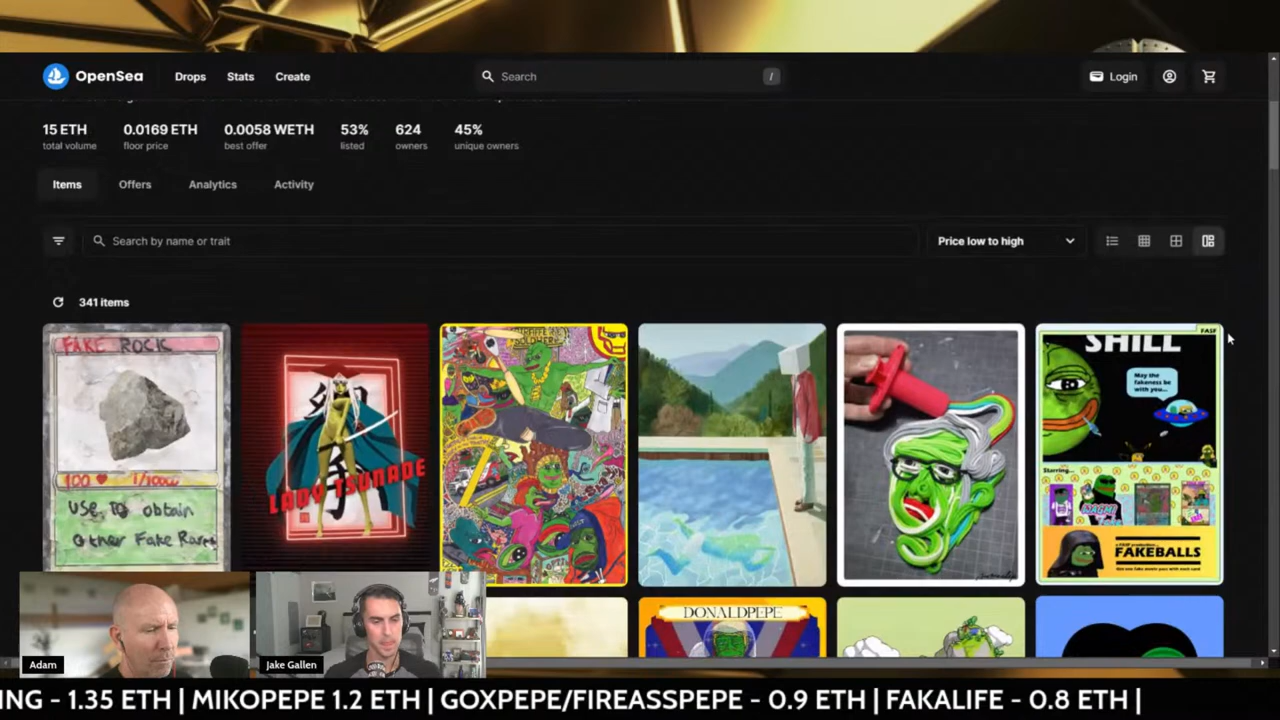 OpenSea Drops Stats Create Search / Login
15 ETH 0.0169 ETH 0.0058 WETH 53% 624 45%
total volume floor price best offer listed owners unique owners
Items Offers Analytics Activity
Search by name or trait Price low to high
341 items
FAKE ROCK
100 1/1000
USE TO obtain
Other Fake Rares
LADY TSUNADE
FASF
SHILL
May the
fakeness be
with you...
Starring...
FAKEBALLS
DONALDPEPE
Adam
Jake Gallen
NG - 1.35 ETH | MIKOPEPE 1.2 ETH | GOXPEPE/FIREASSPEPE - 0.9 ETH | FAKALIFE - 0.8 ETH |